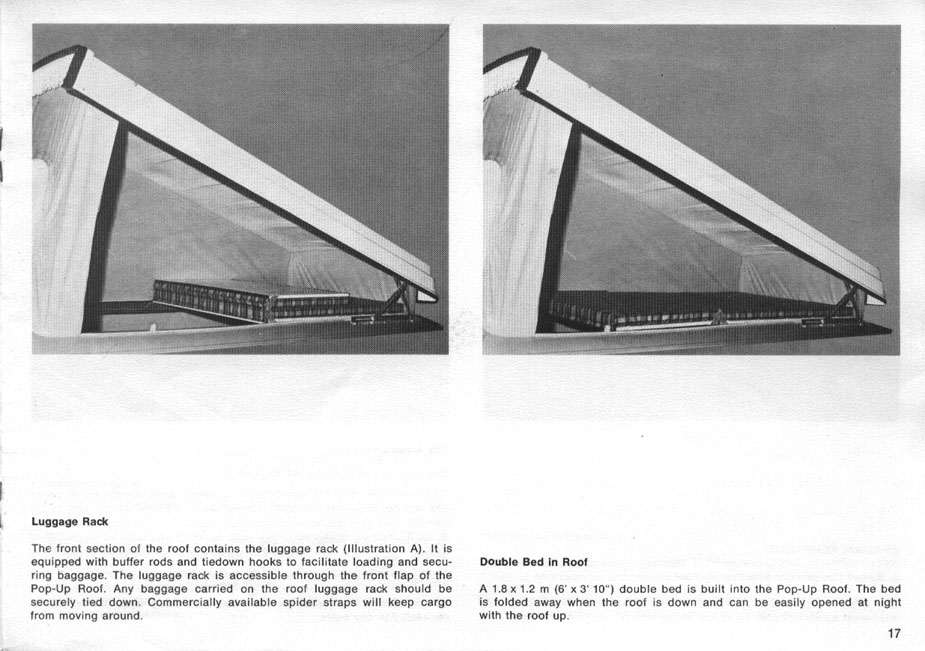 Luggage Rack
The front section of the roof contains the luggage rack (Illustration A). It is
equipped with buffer rods and tiedown hooks to facilitate loading and secu-
ring baggage. The luggage rack is accessible through the front flap of the
Pop-Up Roof. Any baggage carried on the roof luggage rack should be
securely tied down. Commercially available spider straps will keep cargo
from moving around.
Double Bed in Roof
A 1.8 x 1.2 m (6' x 3' 10") double bed is built into the Pop-Up Roof. The bed
is folded away when the roof is down and can be easily opened at night
with the roof up.
17